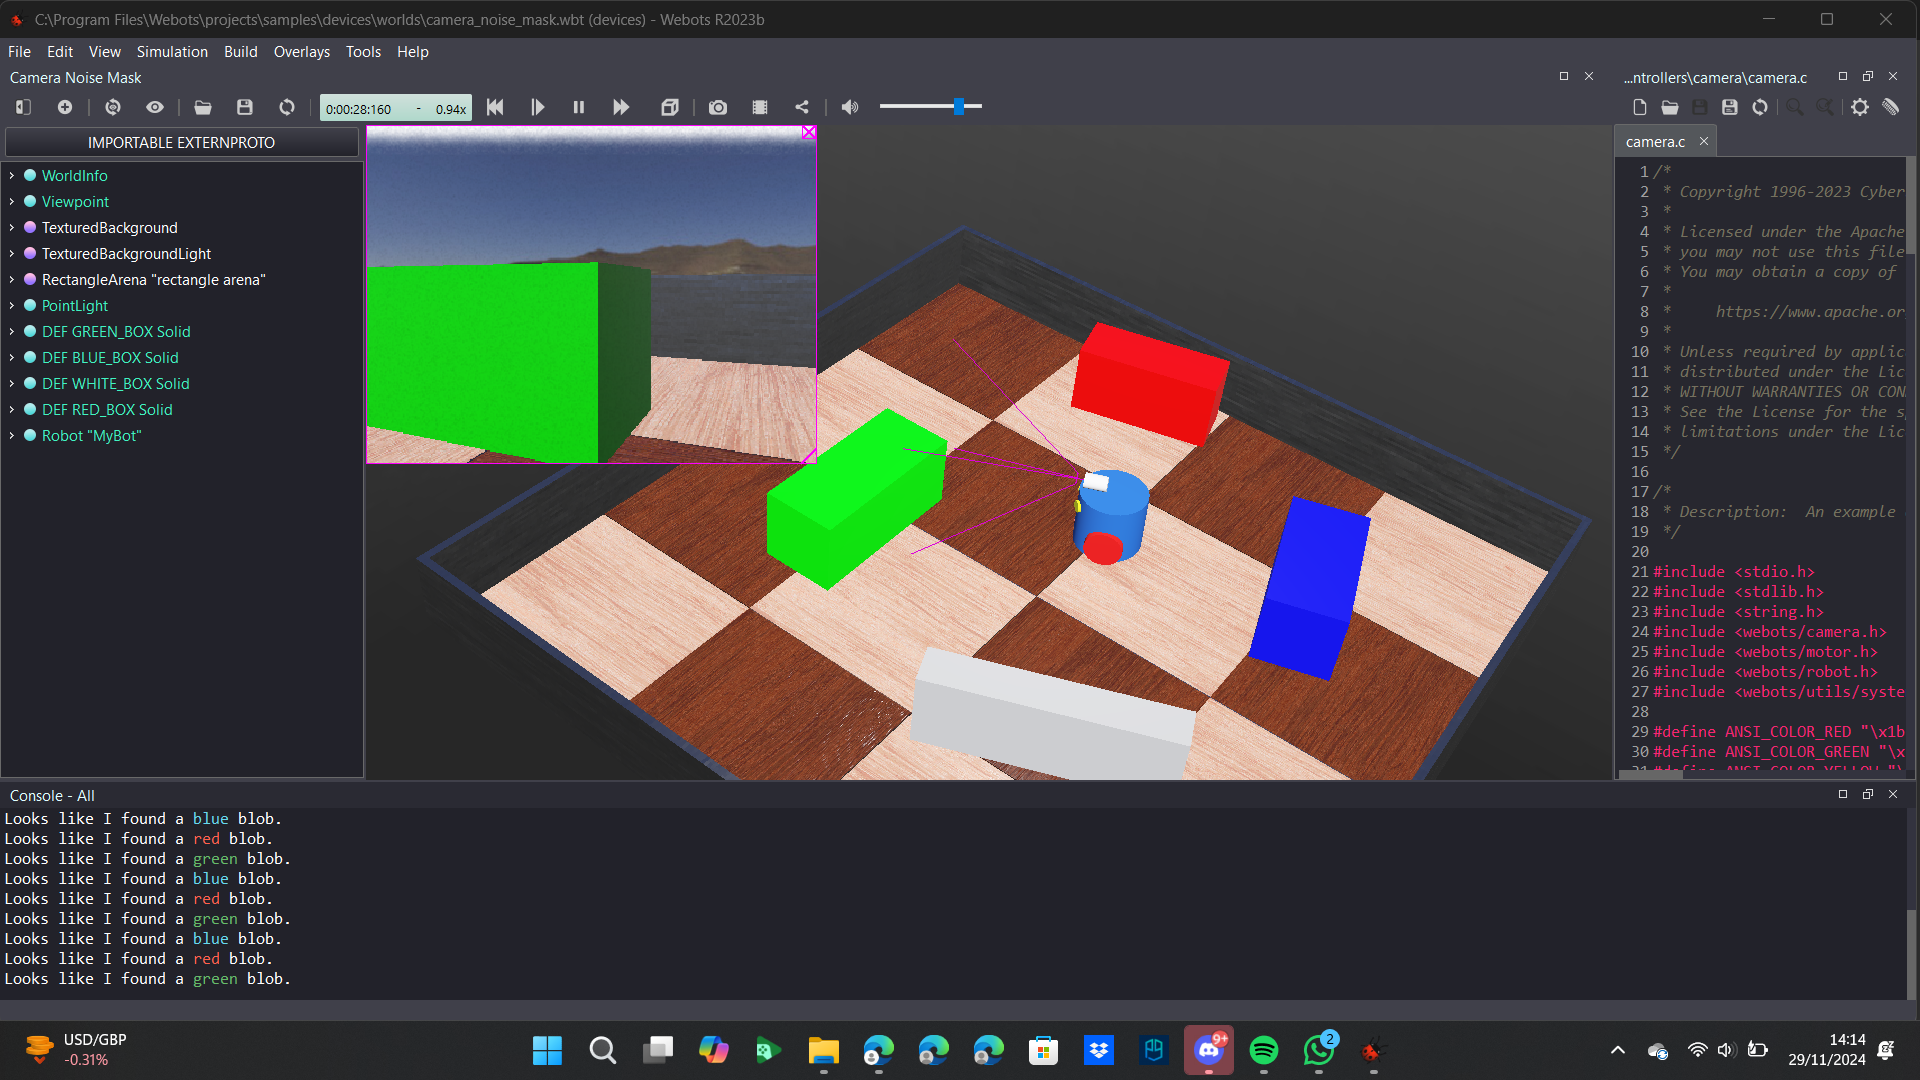 C:\Program Files\Webots\projects\samples\devices\worlds\camera_noise_mask.wbt (devices) - Webots R2023b
File Edit View Simulation Build Overlays Tools Help
Camera Noise Mask
...ntrollers\camera\camera.c
0:00:28:160 - 0.94x
IMPORTABLE EXTERNPROTO
WorldInfo
Viewpoint
TexturedBackground
TexturedBackgroundLight
RectangleArena "rectangle arena"
PointLight
DEF GREEN_BOX Solid
DEF BLUE_BOX Solid
DEF WHITE_BOX Solid
DEF RED_BOX Solid
Robot "MyBot"
camera.c
1 /*
2 * Copyright 1996-2023 Cyber
3 *
4 * Licensed under the Apache
5 * you may not use this file
6 * You may obtain a copy of
7 *
8 * https://www.apache.or
9 *
10 * Unless required by applic
11 * distributed under the Lic
12 * WITHOUT WARRANTIES OR CON
13 * See the License for the s
14 * limitations under the Lic
15 */
16
17 /*
18 * Description: An example
19 */
20
21 #include <stdio.h>
22 #include <stdlib.h>
23 #include <string.h>
24 #include <webots/camera.h>
25 #include <webots/motor.h>
26 #include <webots/robot.h>
27 #include <webots/utils/syste
28
29 #define ANSI_COLOR_RED "\x1b
30 #define ANSI_COLOR_GREEN "\x
31 #define ANSI_COLOR_YELLOW "\
Console - All
Looks like I found a blue blob.
Looks like I found a red blob.
Looks like I found a green blob.
Looks like I found a blue blob.
Looks like I found a red blob.
Looks like I found a green blob.
Looks like I found a blue blob.
Looks like I found a red blob.
Looks like I found a green blob.
USD/GBP
-0.31%
9+
2
14:14
29/11/2024